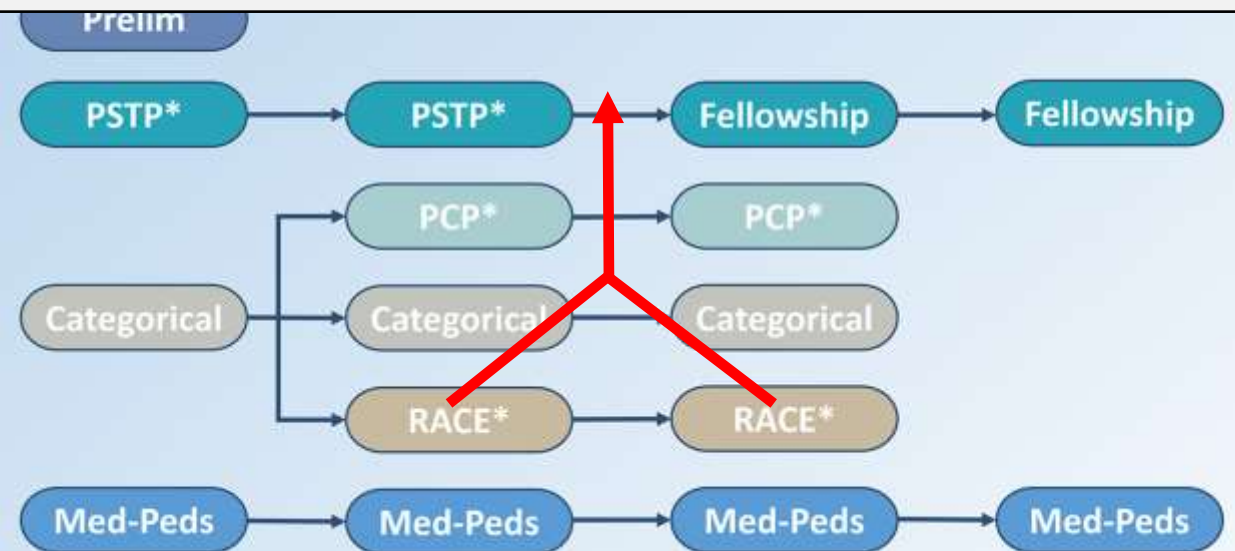 Prelim
PSTP* PSTP* Fellowship Fellowship
PCP* PCP*
Categorical Categorical Categorical
RACE* RACE*
Med-Peds Med-Peds Med-Peds Med-Peds